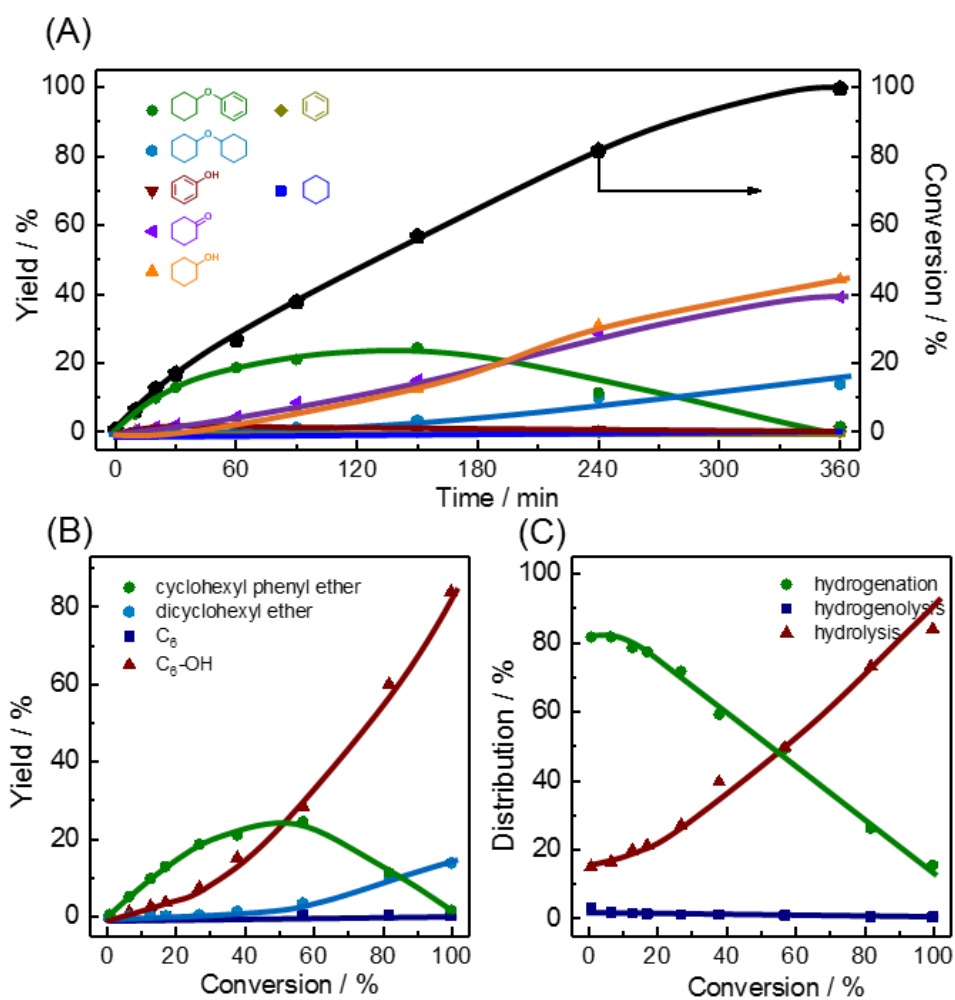 (A)
100
80
60
40
20
0
Yield / %
O
OH
O
OH
100
80
60
40
20
0
Conversion / %
0 60 120 180 240 300 360
Time / min
(B)
80
60
40
20
0
Yield / %
cyclohexyl phenyl ether
dicyclohexyl ether
C6
C6-OH
0 20 40 60 80 100
Conversion / %
(C)
100
80
60
40
20
0
Distribution / %
hydrogenation
hydrogenolysis
hydrolysis
0 20 40 60 80 100
Conversion / %